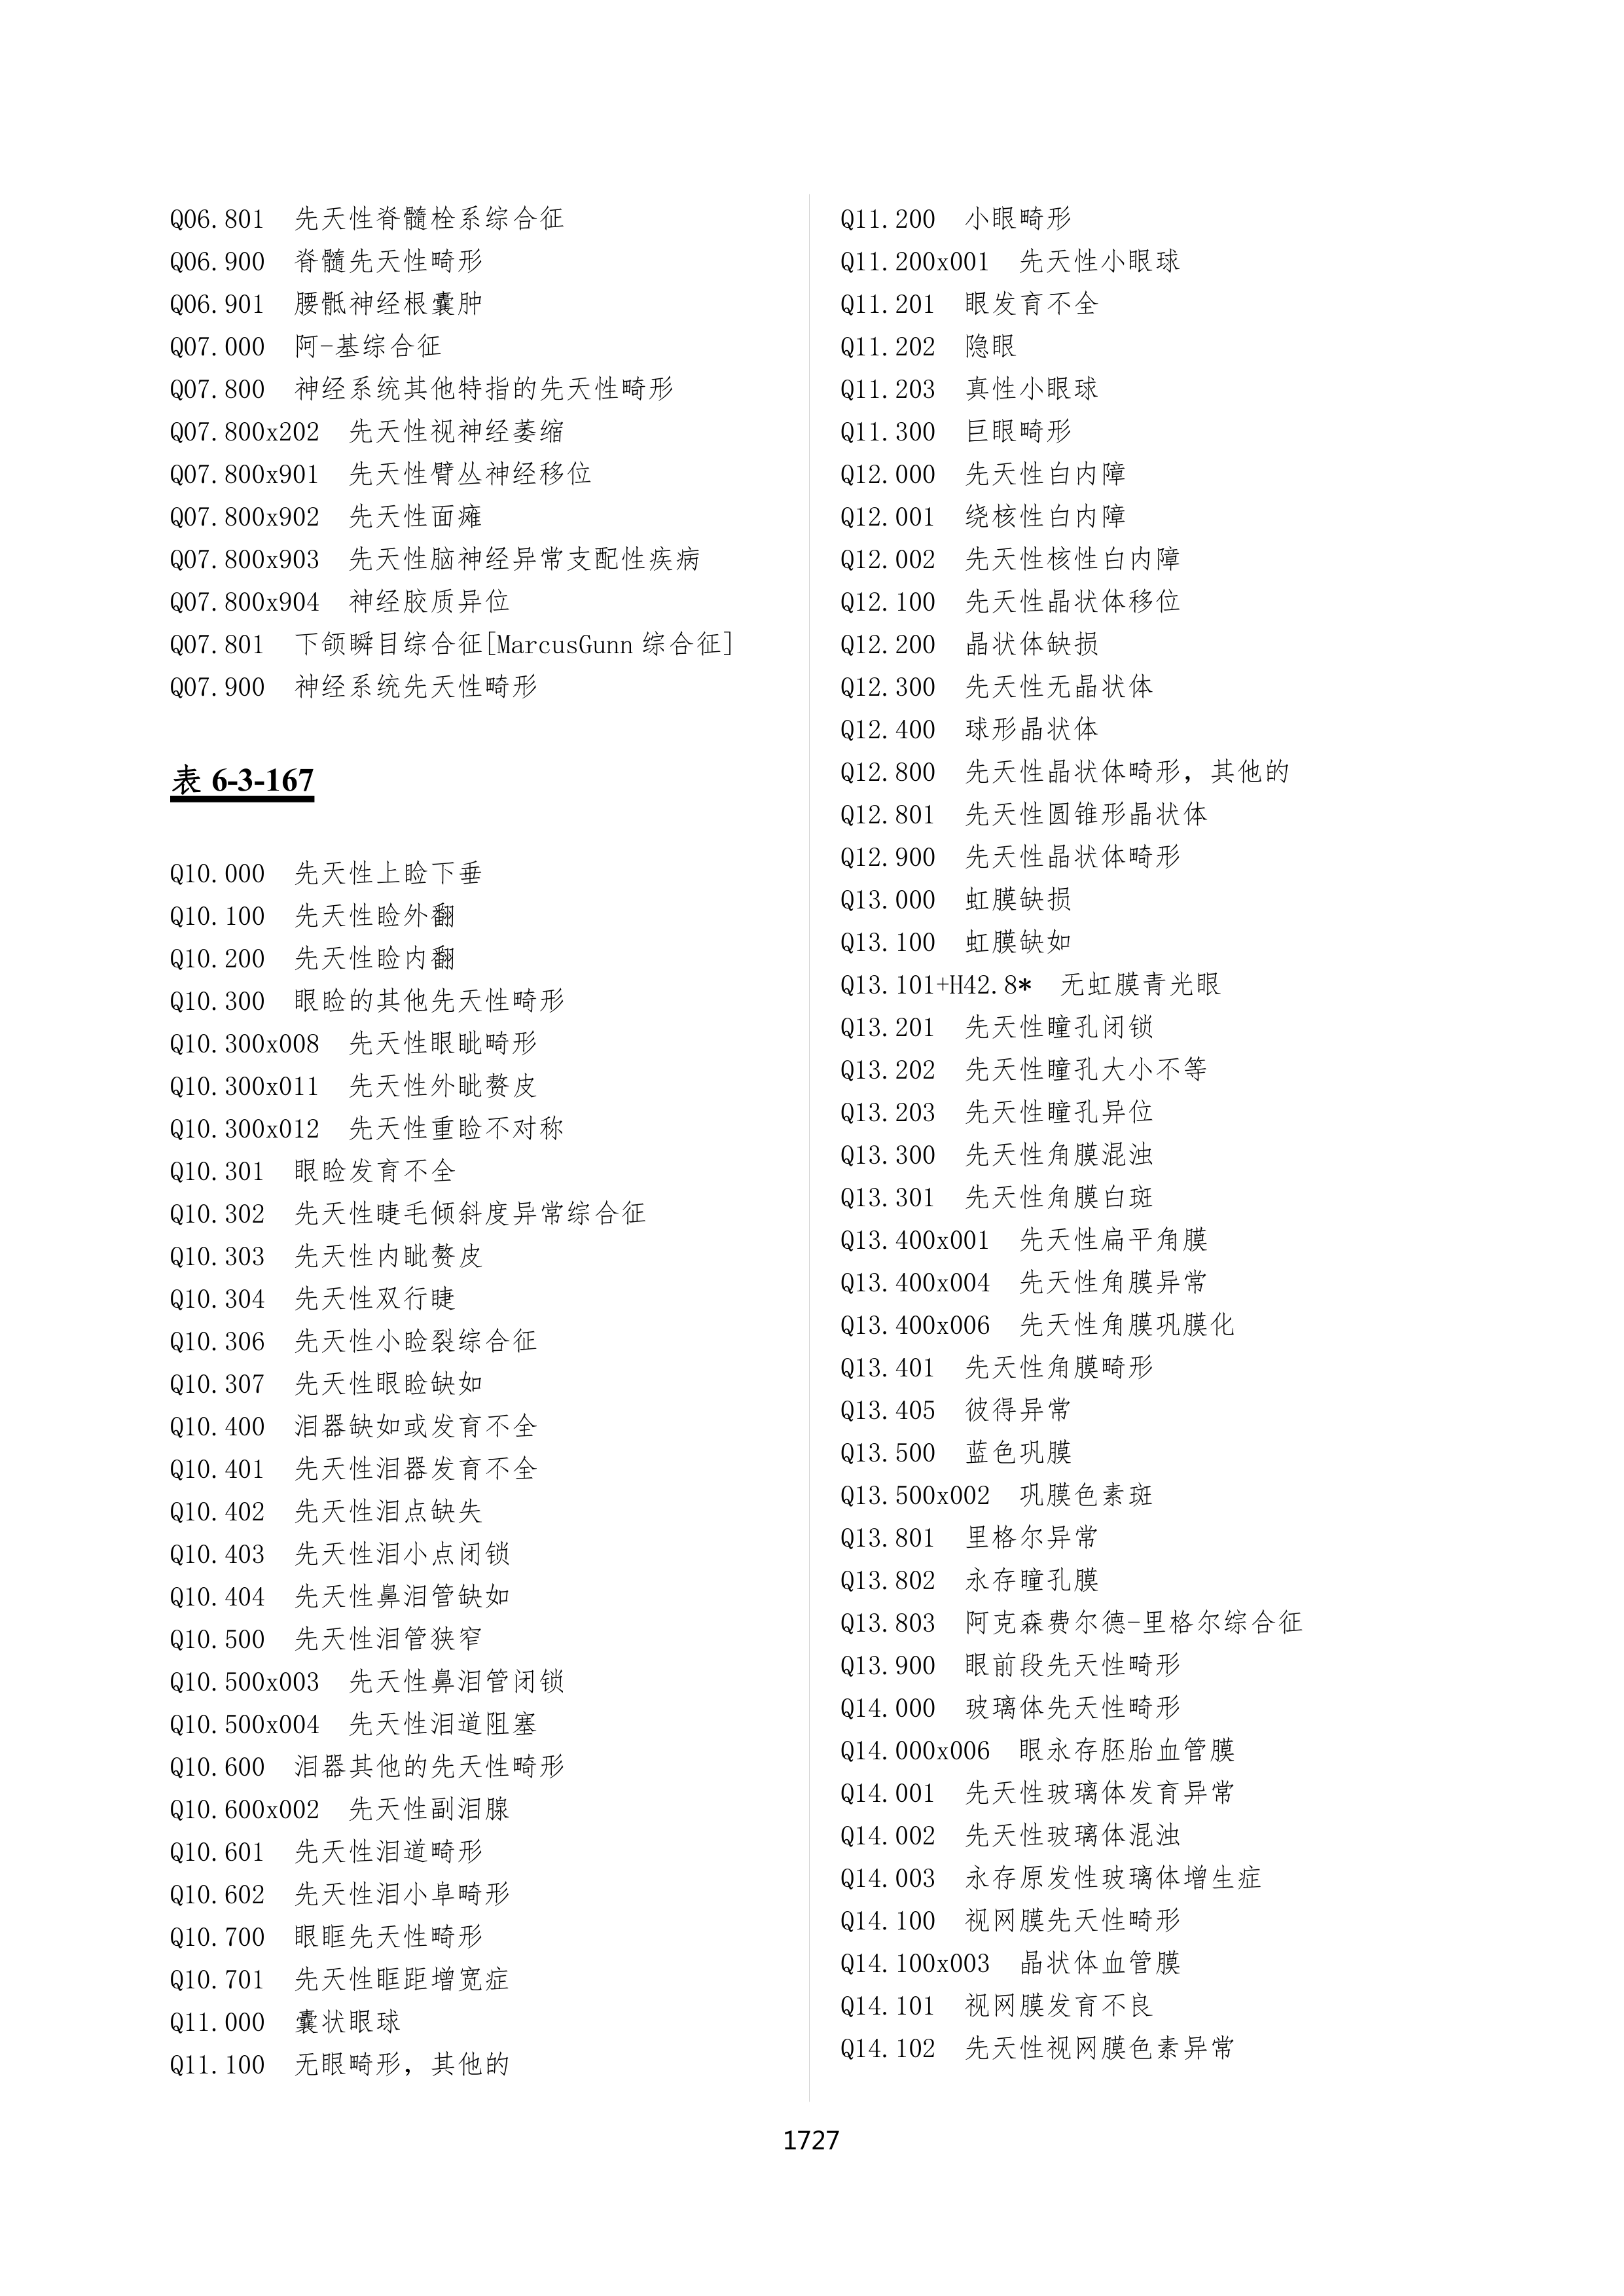 Q06.801 先天性脊髓栓系综合征
Q06.900 脊髓先天性畸形
Q06.901 腰骶神经根囊肿
Q07.000 阿-基综合征
Q07.800 神经系统其他特指的先天性畸形
Q07.800x202 先天性视神经萎缩
Q07.800x901 先天性臂丛神经移位
Q07.800x902 先天性面瘫
Q07.800x903 先天性脑神经异常支配性疾病
Q07.800x904 神经胶质异位
Q07.801 下颌瞬目综合征[MarcusGunn综合征]
Q07.900 神经系统先天性畸形
表 6-3-167
Q10.000 先天性上睑下垂
Q10.100 先天性睑外翻
Q10.200 先天性睑内翻
Q10.300 眼睑的其他先天性畸形
Q10.300x008 先天性眼眦畸形
Q10.300x011 先天性外眦赘皮
Q10.300x012 先天性重睑不对称
Q10.301 眼睑发育不全
Q10.302 先天性睫毛倾斜度异常综合征
Q10.303 先天性内眦赘皮
Q10.304 先天性双行睫
Q10.306 先天性小睑裂综合征
Q10.307 先天性眼睑缺如
Q10.400 泪器缺如或发育不全
Q10.401 先天性泪器发育不全
Q10.402 先天性泪点缺失
Q10.403 先天性泪小点闭锁
Q10.404 先天性鼻泪管缺如
Q10.500 先天性泪管狭窄
Q10.500x003 先天性鼻泪管闭锁
Q10.500x004 先天性泪道阻塞
Q10.600 泪器其他的先天性畸形
Q10.600x002 先天性副泪腺
Q10.601 先天性泪道畸形
Q10.602 先天性泪小阜畸形
Q10.700 眼眶先天性畸形
Q10.701 先天性眶距增宽症
Q11.000 囊状眼球
Q11.100 无眼畸形，其他的
Q11.200 小眼畸形
Q11.200x001 先天性小眼球
Q11.201 眼发育不全
Q11.202 隐眼
Q11.203 真性小眼球
Q11.300 巨眼畸形
Q12.000 先天性白内障
Q12.001 绕核性白内障
Q12.002 先天性核性白内障
Q12.100 先天性晶状体移位
Q12.200 晶状体缺损
Q12.300 先天性无晶状体
Q12.400 球形晶状体
Q12.800 先天性晶状体畸形，其他的
Q12.801 先天性圆锥形晶状体
Q12.900 先天性晶状体畸形
Q13.000 虹膜缺损
Q13.100 虹膜缺如
Q13.101+H42.8* 无虹膜青光眼
Q13.201 先天性瞳孔闭锁
Q13.202 先天性瞳孔大小不等
Q13.203 先天性瞳孔异位
Q13.300 先天性角膜混浊
Q13.301 先天性角膜白斑
Q13.400x001 先天性扁平角膜
Q13.400x004 先天性角膜异常
Q13.400x006 先天性角膜巩膜化
Q13.401 先天性角膜畸形
Q13.405 彼得异常
Q13.500 蓝色巩膜
Q13.500x002 巩膜色素斑
Q13.801 里格尔异常
Q13.802 永存瞳孔膜
Q13.803 阿克森费尔德-里格尔综合征
Q13.900 眼前段先天性畸形
Q14.000 玻璃体先天性畸形
Q14.000x006 眼永存胚胎血管膜
Q14.001 先天性玻璃体发育异常
Q14.002 先天性玻璃体混浊
Q14.003 永存原发性玻璃体增生症
Q14.100 视网膜先天性畸形
Q14.100x003 晶状体血管膜
Q14.101 视网膜发育不良
Q14.102 先天性视网膜色素异常
1727